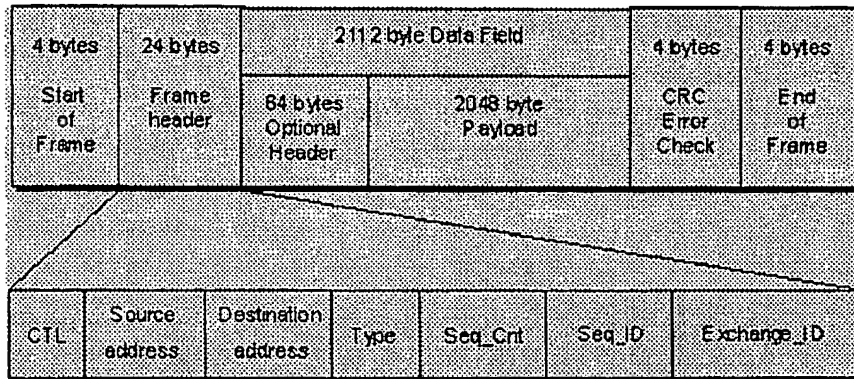 4 bytes
Start
of
Frame
24 bytes
Frame
header
2112 byte Data Field
64 bytes
Optional
Header
2048 byte
Payload
4 bytes
CRC
Error
Check
4 bytes
End
of
Frame
CTL
Source
address
Destination
address
Type
Seq_Cnt
Seq_ID
Exchange_ID